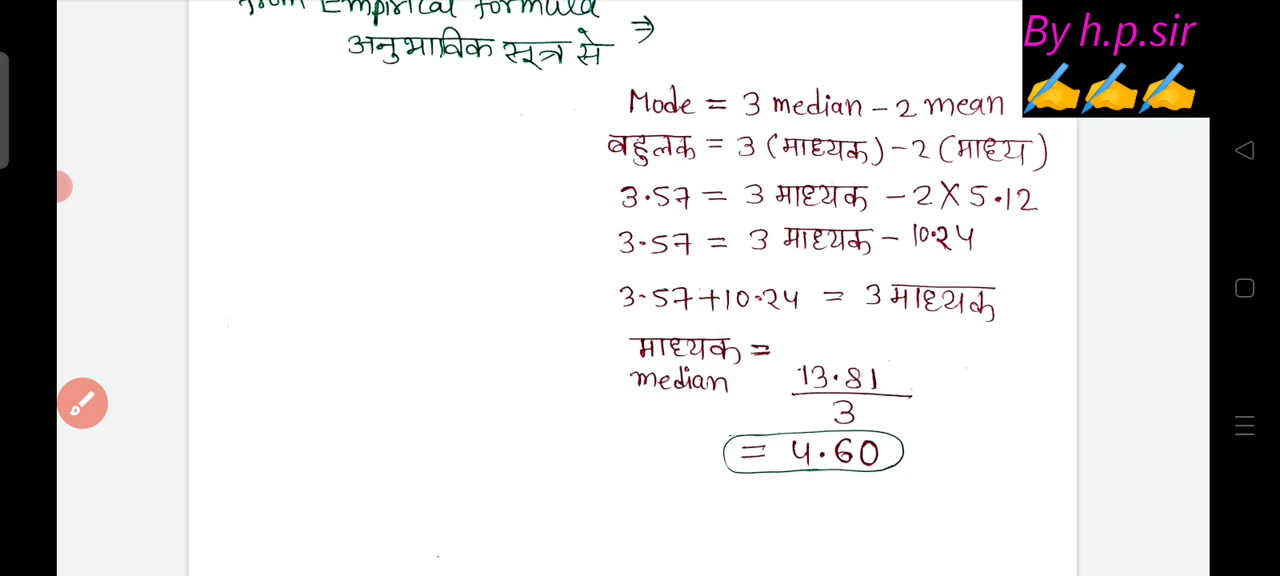 from Empirical formula
अनुभाविक सूत्र से ⇒
By h.p.sir
Mode = 3 median - 2 mean
बहुलक = 3 (माध्यक) - 2 (माध्य)
3.57 = 3 माध्यक - 2 X 5.12
3.57 = 3 माध्यक - 10.24
3.57 + 10.24 = 3 माध्यक
माध्यक =
median 13.81
3
= 4.60